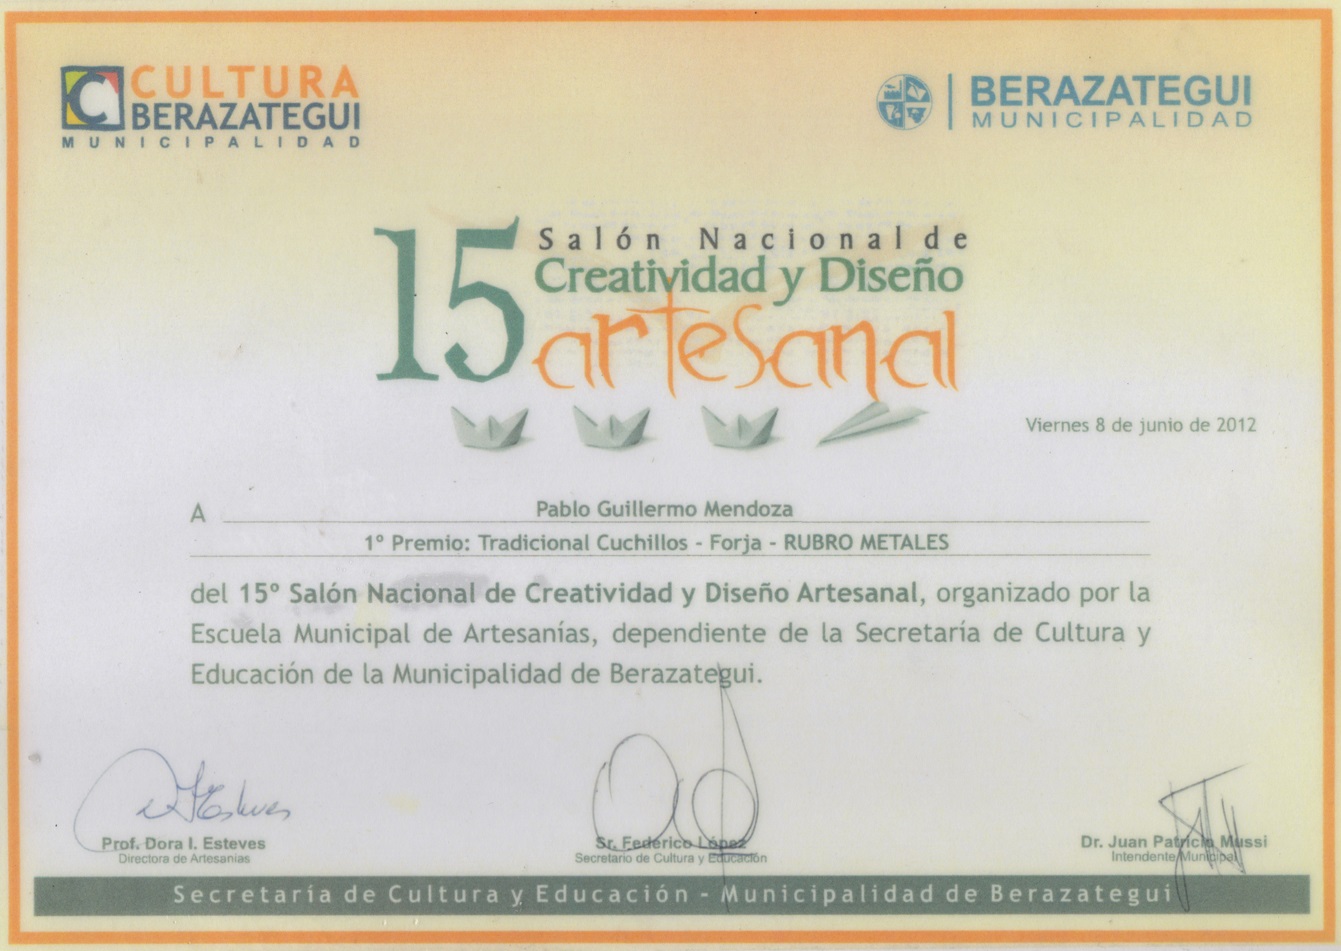 CULTURA
BERAZATEGUI
MUNICIPALIDAD
BERAZATEGUI
MUNICIPALIDAD
15
Salón Nacional de
Creatividad y Diseño
artesanal
Viernes 8 de junio de 2012
A Pablo Guillermo Mendoza
1º Premio: Tradicional Cuchillos - Forja - RUBRO METALES
del 15º Salón Nacional de Creatividad y Diseño Artesanal, organizado por la
Escuela Municipal de Artesanías, dependiente de la Secretaría de Cultura y
Educación de la Municipalidad de Berazategui.
Prof. Dora I. Esteves
Directora de Artesanías
Sr. Federico López
Secretario de Cultura y Educación
Dr. Juan Patricio Mussi
Intendente Municipal
Secretaría de Cultura y Educación - Municipalidad de Berazategui